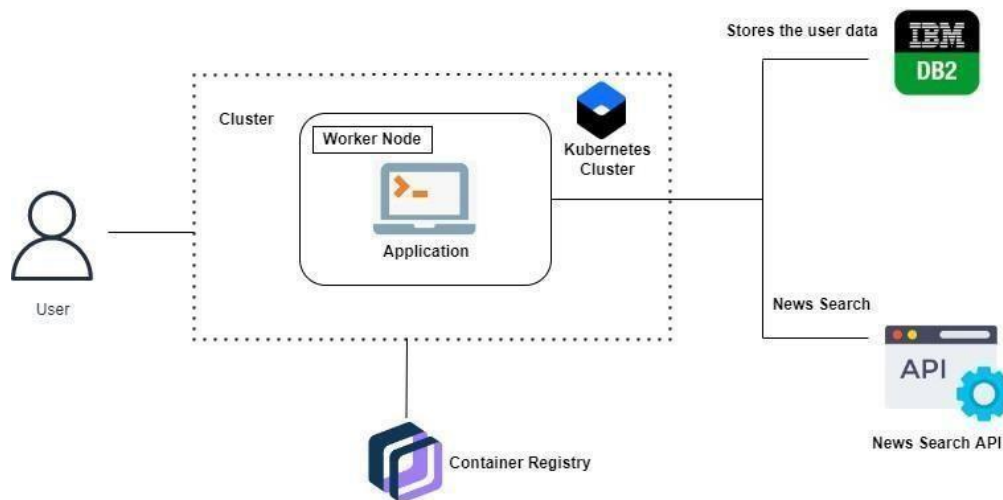 Stores the user data
IBM
DB2
Cluster
Worker Node
Kubernetes
Cluster
Application
User
News Search
API
News Search API
Container Registry